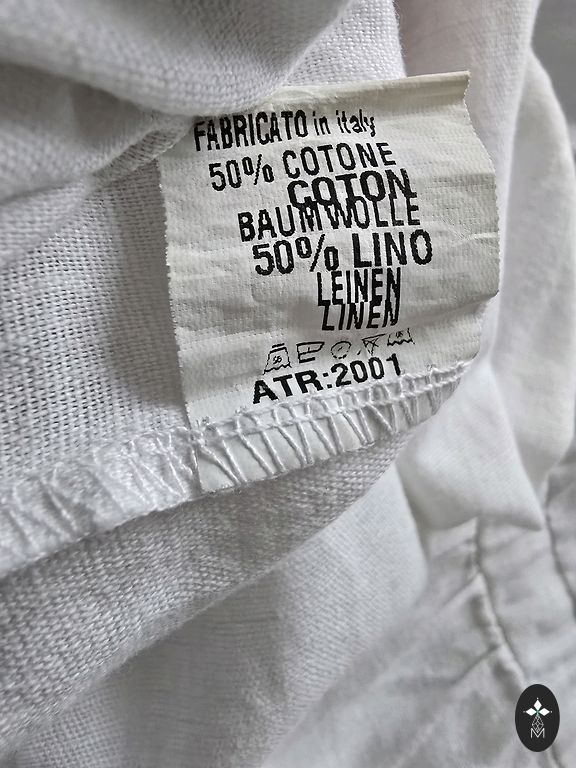 FABRICATO in italy
50% COTONE
COTON
BAUMWOLLE
50% LINO
LEINEN
LINEN
ATR:2001
M